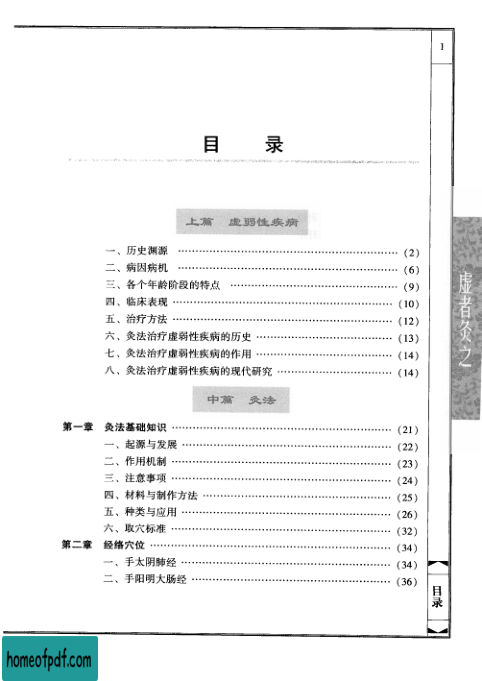 1
目 录
上篇 虚弱性疾病
一、历史渊源 ……………………………… (2)
二、病因病机 ……………………………… (6)
三、各个年龄阶段的特点 ……………………………… (9)
四、临床表现 ……………………………… (10)
五、治疗方法 ……………………………… (12)
六、灸法治疗虚弱性疾病的历史 ……………………………… (13)
七、灸法治疗虚弱性疾病的作用 ……………………………… (14)
八、灸法治疗虚弱性疾病的现代研究 ……………………………… (14)
中篇 灸法
第一章 灸法基础知识 ……………………………… (21)
一、起源与发展 ……………………………… (22)
二、作用机制 ……………………………… (23)
三、注意事项 ……………………………… (24)
四、材料与制作方法 ……………………………… (25)
五、种类与应用 ……………………………… (26)
六、取穴标准 ……………………………… (32)
第二章 经络穴位 ……………………………… (34)
一、手太阴肺经 ……………………………… (34)
二、手阳明大肠经 ……………………………… (36)
虚者灸之
目录
homeofpdf.com